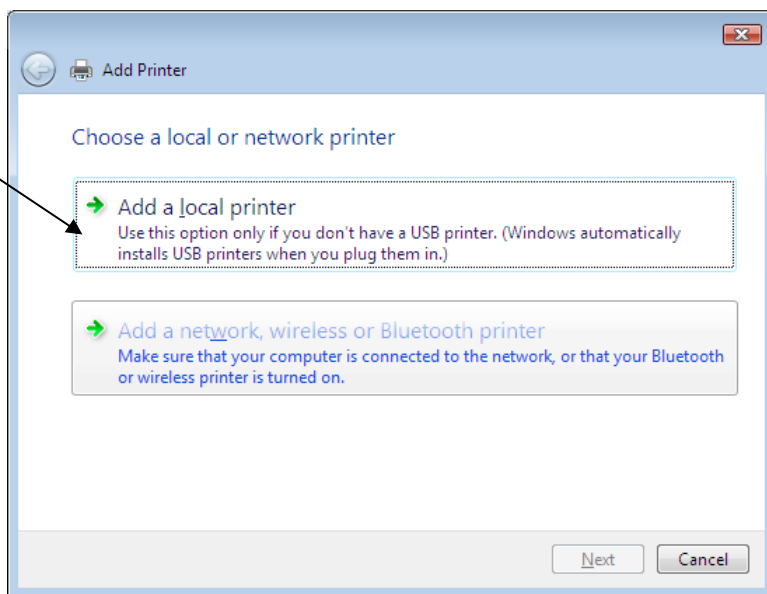 Add Printer
Choose a local or network printer
Add a local printer
Use this option only if you don't have a USB printer. (Windows automatically
installs USB printers when you plug them in.)
Add a network, wireless or Bluetooth printer
Make sure that your computer is connected to the network, or that your Bluetooth
or wireless printer is turned on.
Next Cancel